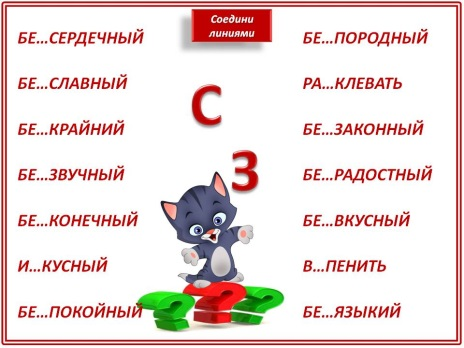 Соедини
линиями
БЕ...СЕРДЕЧНЫЙ
БЕ...СЛАВНЫЙ
БЕ...КРАЙНИЙ
БЕ...ЗВУЧНЫЙ
БЕ...КОНЕЧНЫЙ
И...КУСНЫЙ
БЕ...ПОКОЙНЫЙ
С
З
БЕ...ПОРОДНЫЙ
РА...КЛЕВАТЬ
БЕ...ЗАКОННЫЙ
БЕ...РАДОСТНЫЙ
БЕ...ВКУСНЫЙ
В...ПЕНИТЬ
БЕ...ЯЗЫКИЙ